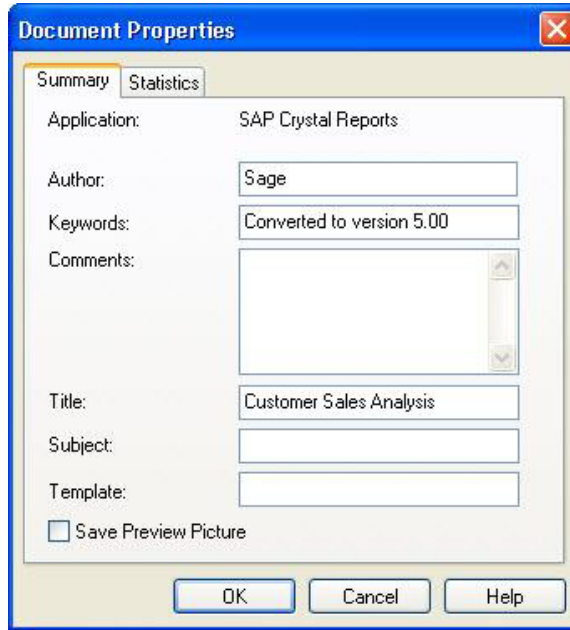 Document Properties
Summary Statistics
Application: SAP Crystal Reports
Author: Sage
Keywords: Converted to version 5.00
Comments:
Title: Customer Sales Analysis
Subject:
Template:
Save Preview Picture
OK Cancel Help